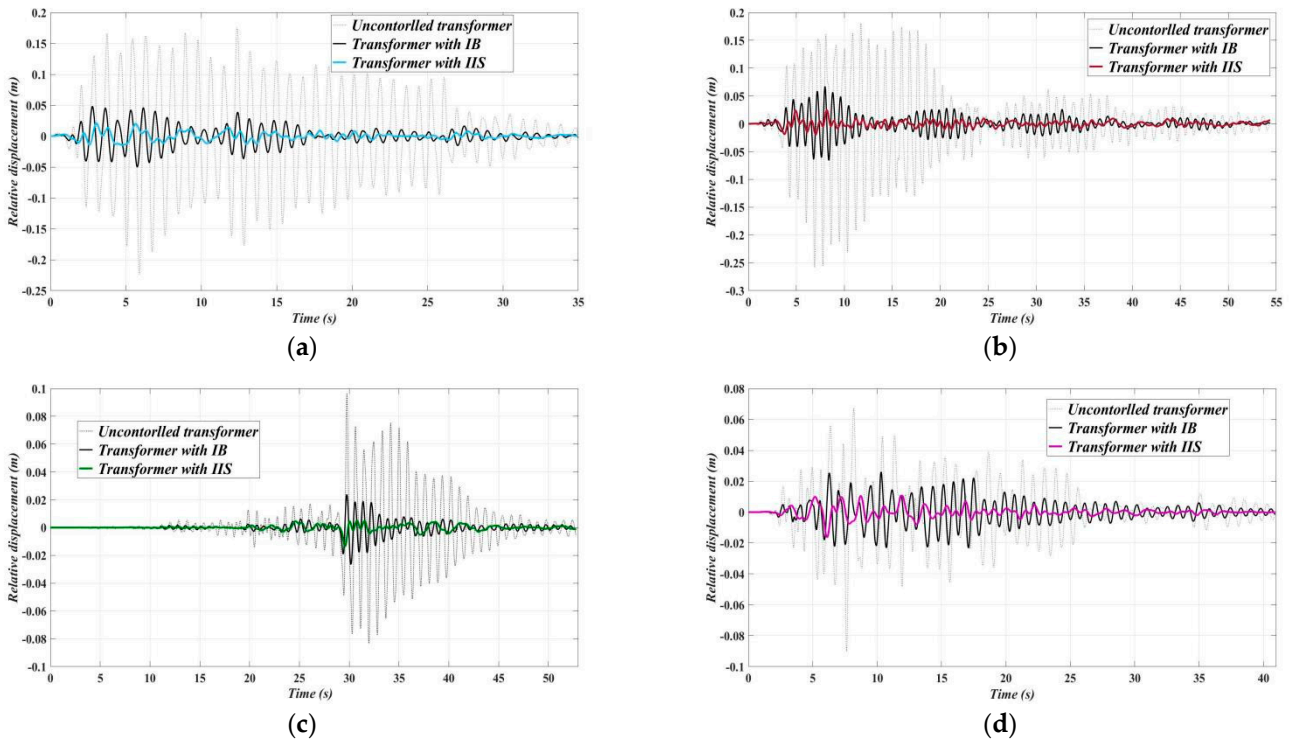 0.2
0.15
0.1
0.05
0
-0.05
-0.1
-0.15
-0.2
-0.25
Relative displacement (m)
Uncontorlled transformer
Transformer with IB
Transformer with IIS
0 5 10 15 20 25 30 35
Time (s)
(a)
0.2
0.15
0.1
0.05
0
-0.05
-0.1
-0.15
-0.2
-0.25
-0.3
Relative displacement (m)
Uncontorlled transformer
Transformer with IB
Transformer with IIS
0 5 10 15 20 25 30 35 40 45 50 55
Time (s)
(b)
0.1
0.08
0.06
0.04
0.02
0
-0.02
-0.04
-0.06
-0.08
-0.1
Relative displacement (m)
Uncontorlled transformer
Transformer with IB
Transformer with IIS
0 5 10 15 20 25 30 35 40 45 50
Time (s)
(c)
0.08
0.06
0.04
0.02
0
-0.02
-0.04
-0.06
-0.08
-0.1
Relative displacement (m)
Uncontorlled transformer
Transformer with IB
Transformer with IIS
0 5 10 15 20 25 30 35 40
Time (s)
(d)